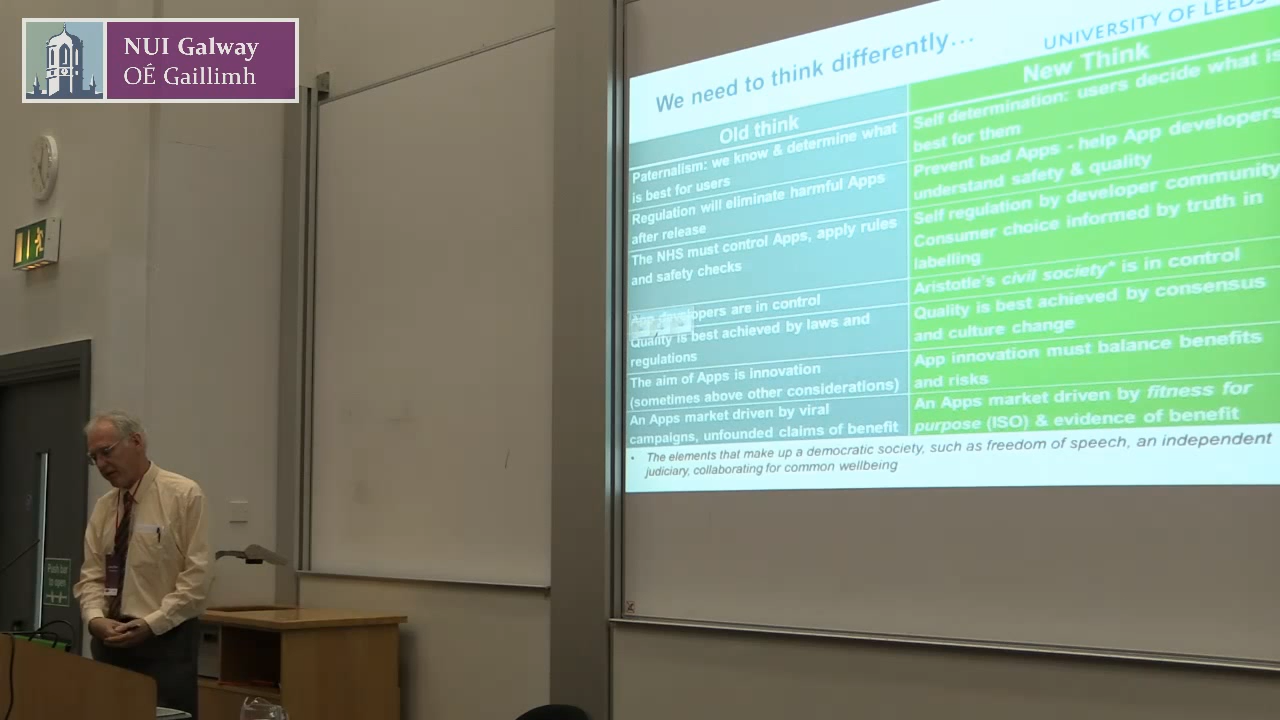 NUI Galway
OÉ Gaillimh
UNIVERSITY OF LEEDS
We need to think differently...
Old think
Paternalism: we know & determine what
is best for users
Regulation will eliminate harmful Apps
after release
The NHS must control Apps, apply rules
and safety checks
App developers are in control
Quality is best achieved by laws and
regulations
The aim of Apps is innovation
(sometimes above other considerations)
An Apps market driven by viral
campaigns, unfounded claims of benefit
New Think
Self determination: users decide what is
best for them
Prevent bad Apps - help App developers
understand safety & quality
Self regulation by developer community
Consumer choice informed by truth in
labelling
Aristotle's civil society* is in control
Quality is best achieved by consensus
and culture change
App innovation must balance benefits
and risks
An Apps market driven by fitness for
purpose (ISO) & evidence of benefit
• The elements that make up a democratic society, such as freedom of speech, an independent
judiciary, collaborating for common wellbeing
Push bar
to open